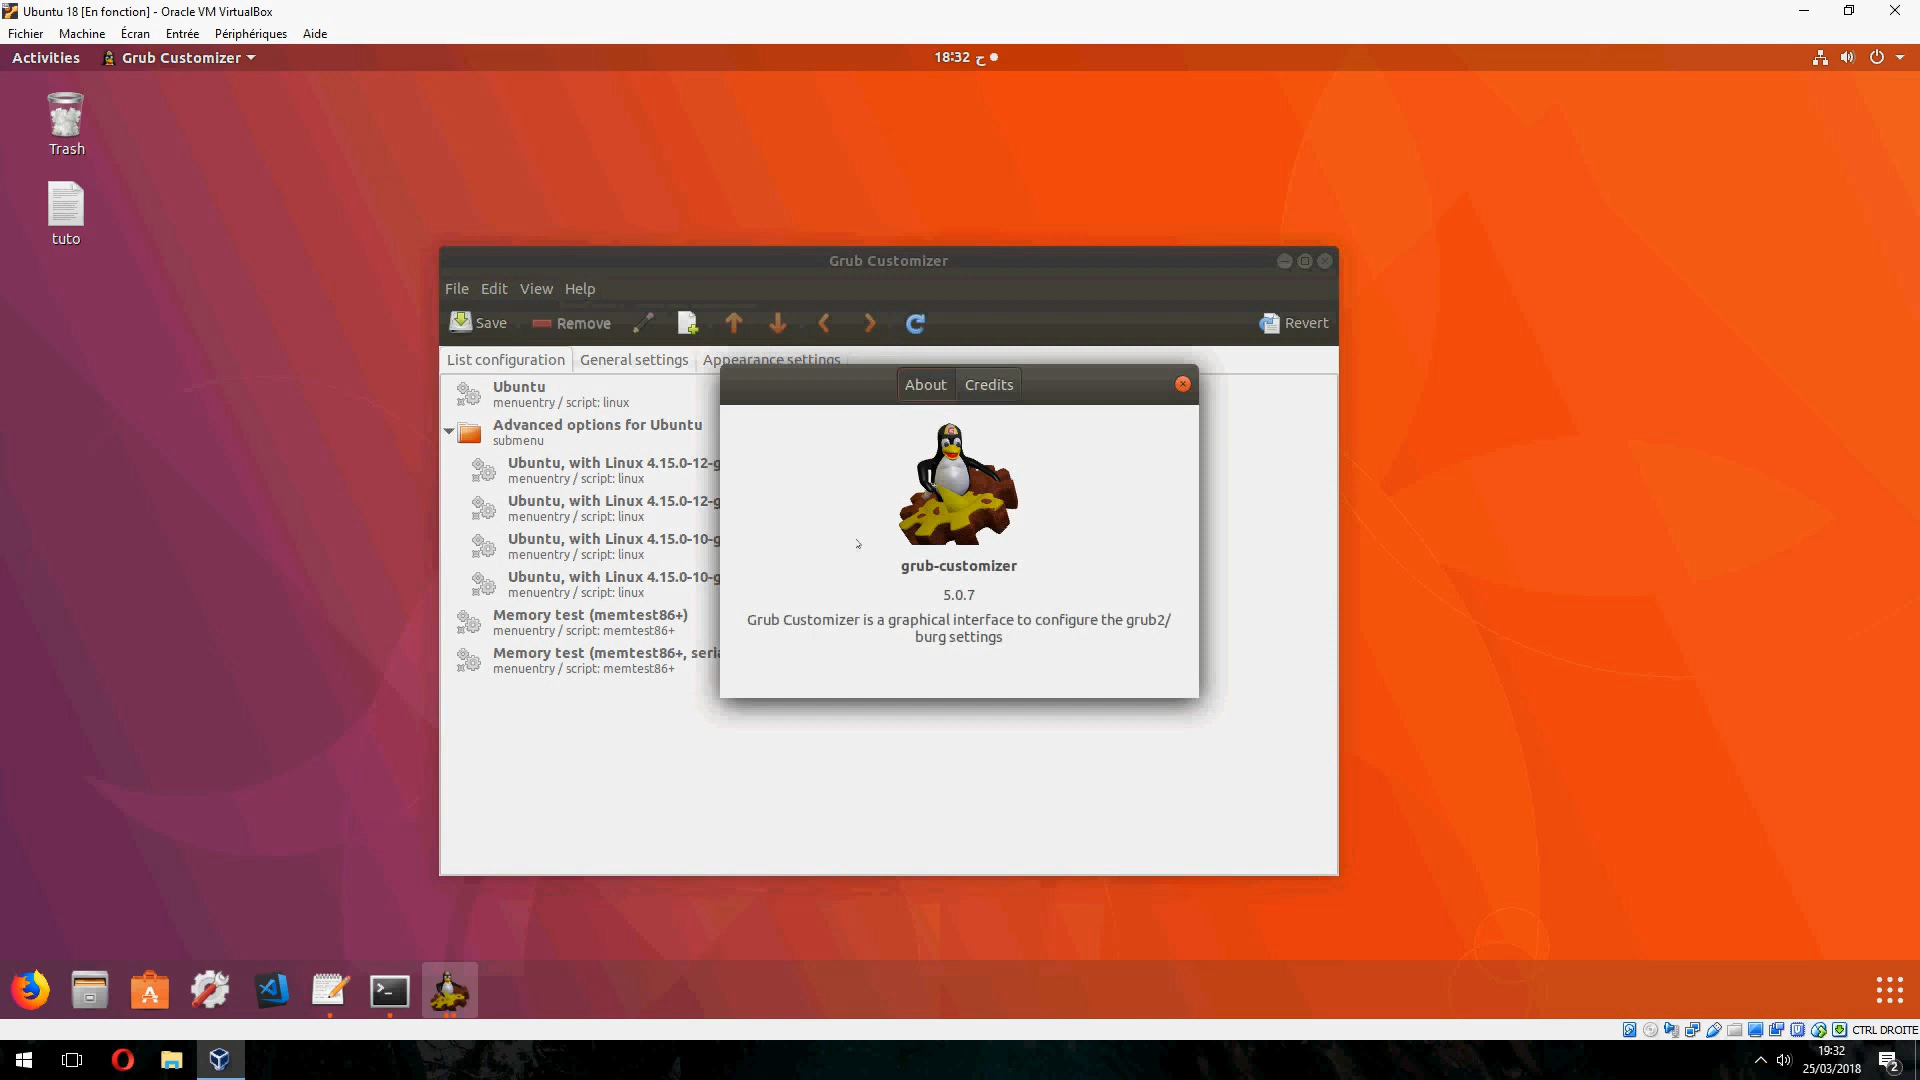 Ubuntu 18 [En fonction] - Oracle VM VirtualBox
Fichier Machine Écran Entrée Périphériques Aide
Activities Grub Customizer 18:32 ح
Trash
tuto
Grub Customizer
File Edit View Help
Save Remove Revert
List configuration General settings Appearance settings
Ubuntu
menuentry / script: linux
Advanced options for Ubuntu
submenu
Ubuntu, with Linux 4.15.0-12-g
menuentry / script: linux
Ubuntu, with Linux 4.15.0-12-g
menuentry / script: linux
Ubuntu, with Linux 4.15.0-10-g
menuentry / script: linux
Ubuntu, with Linux 4.15.0-10-g
menuentry / script: linux
Memory test (memtest86+)
menuentry / script: memtest86+
Memory test (memtest86+, seria
menuentry / script: memtest86+
About Credits
grub-customizer
5.0.7
Grub Customizer is a graphical interface to configure the grub2/
burg settings
CTRL DROITE
19:32
25/03/2018
2